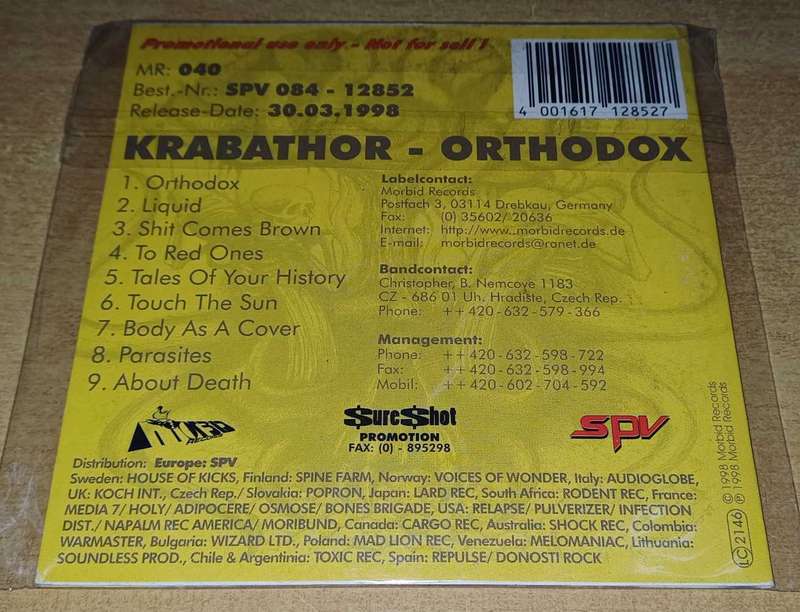 Promotional use only - Not for sell !
MR: 040
Best.-Nr.: SPV 084 - 12852
Release-Date: 30.03.1998
4 001617 128527
KRABATHOR - ORTHODOX
1. Orthodox
2. Liquid
3. Shit Comes Brown
4. To Red Ones
5. Tales Of Your History
6. Touch The Sun
7. Body As A Cover
8. Parasites
9. About Death
Labelcontact:
Morbid Records
Postfach 3, 03114 Drebkau, Germany
Fax: (0) 35602/ 20636
Internet: http://www..morbidrecords.de
E-mail: morbidrecords@ranet.de
Bandcontact:
Christopher, B. Nemcove 1183
CZ - 686 01 Uh. Hradiste, Czech Rep.
Phone: ++420-632-579-366
Management:
Phone: ++420-632-598-722
Fax: ++420-632-598-994
Mobil: ++420-602-704-592
$ure$hot
PROMOTION
FAX: (0) - 895298
SPV
Distribution: Europe: SPV
Sweden: HOUSE OF KICKS, Finland: SPINE FARM, Norway: VOICES OF WONDER, Italy: AUDIOGLOBE,
UK: KOCH INT., Czech Rep./ Slovakia: POPRON, Japan: LARD REC, South Africa: RODENT REC, France:
MEDIA 7/ HOLY/ ADIPOCERE/ OSMOSE/ BONES BRIGADE, USA: RELAPSE/ PULVERIZER/ INFECTION
DIST./ NAPALM REC AMERICA/ MORIBUND, Canada: CARGO REC, Australia: SHOCK REC, Colombia:
WARMASTER, Bulgaria: WIZARD LTD., Poland: MAD LION REC, Venezuela: MELOMANIAC, Lithuania:
SOUNDLESS PROD., Chile & Argentinia: TOXIC REC, Spain: REPULSE/ DONOSTI ROCK
LC 2146
Ⓟ 1998 Morbid Records
© 1998 Morbid Records